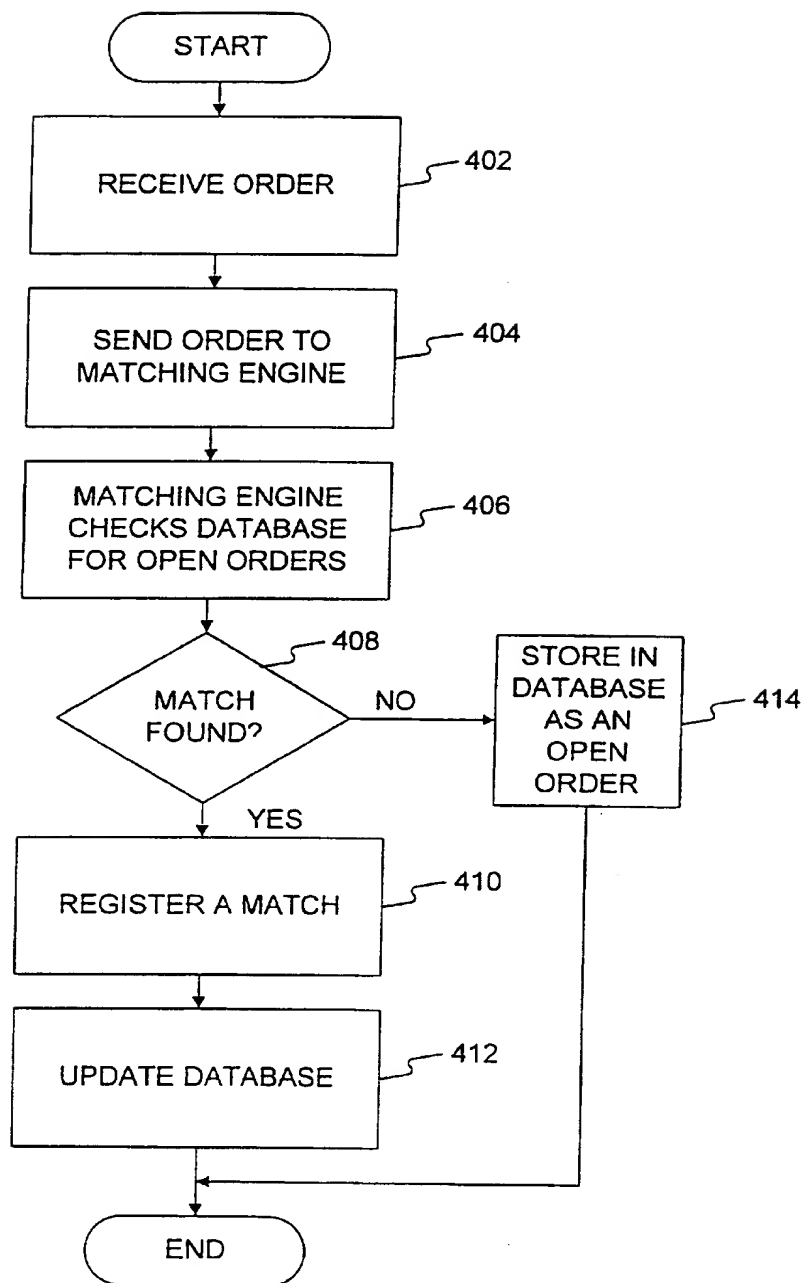 START
RECEIVE ORDER
402
SEND ORDER TO
MATCHING ENGINE
404
MATCHING ENGINE
CHECKS DATABASE
FOR OPEN ORDERS
406
408
MATCH
FOUND?
NO
STORE IN
DATABASE
AS AN
OPEN
ORDER
414
YES
REGISTER A MATCH
410
UPDATE DATABASE
412
END